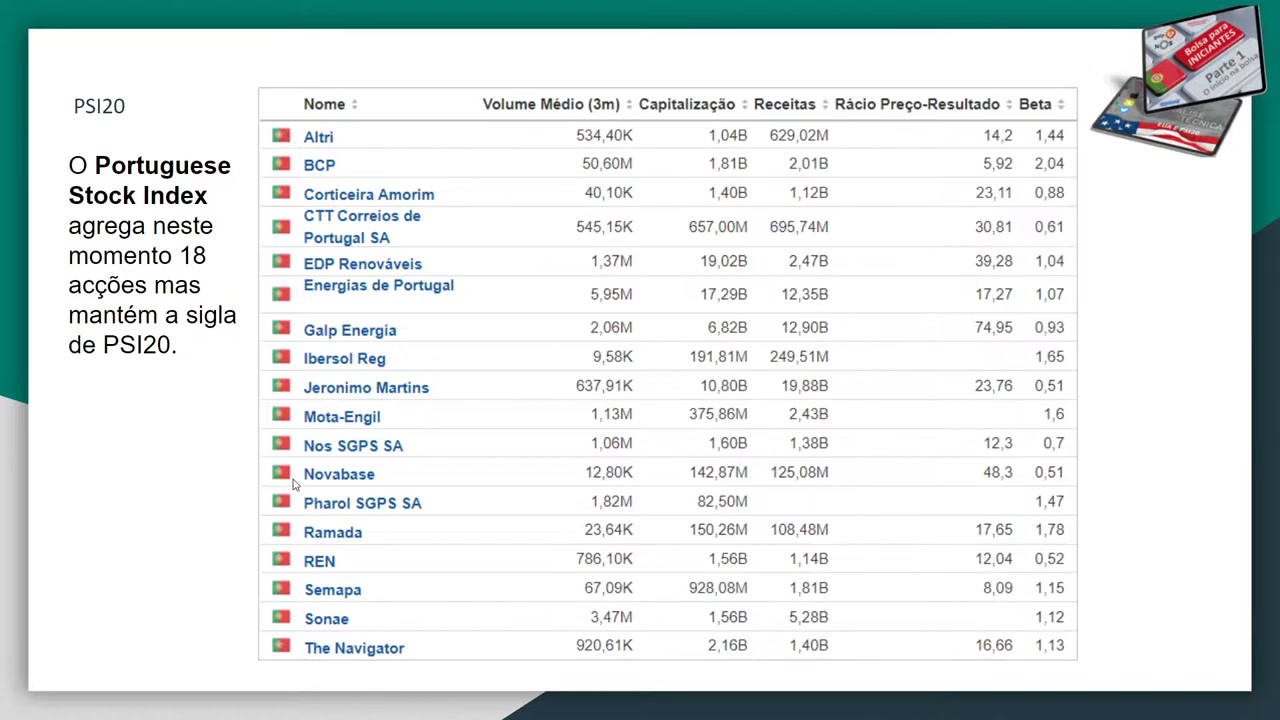 PSI20
O Portuguese
Stock Index
agrega neste
momento 18
acções mas
mantém a sigla
de PSI20.
Nome Volume Médio (3m) Capitalização Receitas Rácio Preço-Resultado Beta
Altri 534,40K 1,04B 629,02M 14,2 1,44
BCP 50,60M 1,81B 2,01B 5,92 2,04
Corticeira Amorim 40,10K 1,40B 1,12B 23,11 0,88
CTT Correios de
Portugal SA 545,15K 657,00M 695,74M 30,81 0,61
EDP Renováveis 1,37M 19,02B 2,47B 39,28 1,04
Energias de Portugal 5,95M 17,29B 12,35B 17,27 1,07
Galp Energia 2,06M 6,82B 12,90B 74,95 0,93
Ibersol Reg 9,58K 191,81M 249,51M 1,65
Jeronimo Martins 637,91K 10,80B 19,88B 23,76 0,51
Mota-Engil 1,13M 375,86M 2,43B 1,6
Nos SGPS SA 1,06M 1,60B 1,38B 12,3 0,7
Novabase 12,80K 142,87M 125,08M 48,3 0,51
Pharol SGPS SA 1,82M 82,50M 1,47
Ramada 23,64K 150,26M 108,48M 17,65 1,78
REN 786,10K 1,56B 1,14B 12,04 0,52
Semapa 67,09K 928,08M 1,81B 8,09 1,15
Sonae 3,47M 1,56B 5,28B 1,12
The Navigator 920,61K 2,16B 1,40B 16,66 1,13
NOS
Bolsa para
INICIANTES
Parte 1
O início na bolsa
TÉCNICA
EUA E PSI20